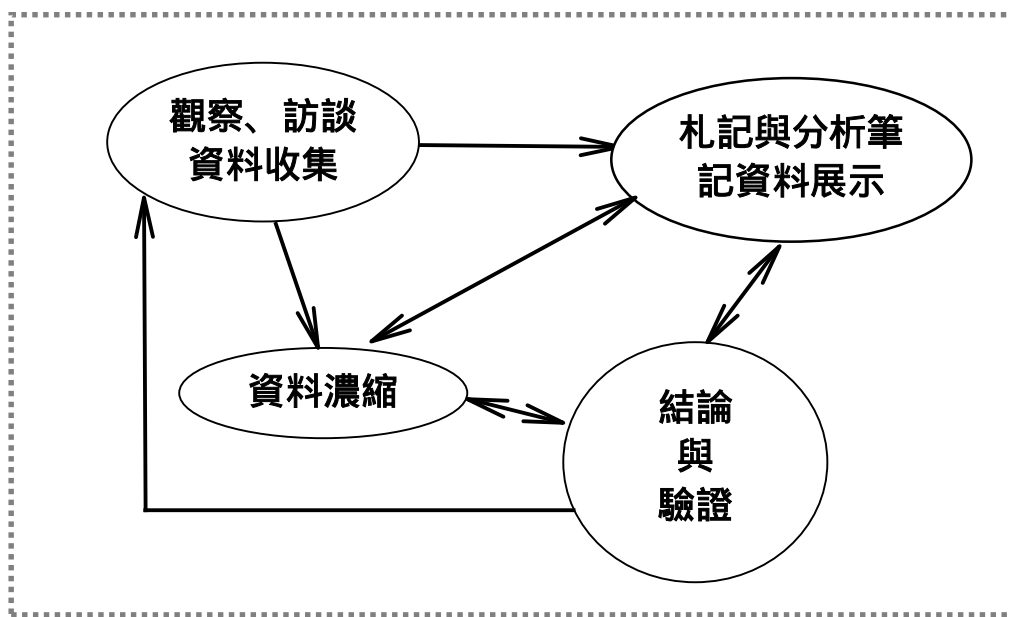 觀察、訪談
資料收集
札記與分析筆
記資料展示
資料濃縮
結論
與
驗證